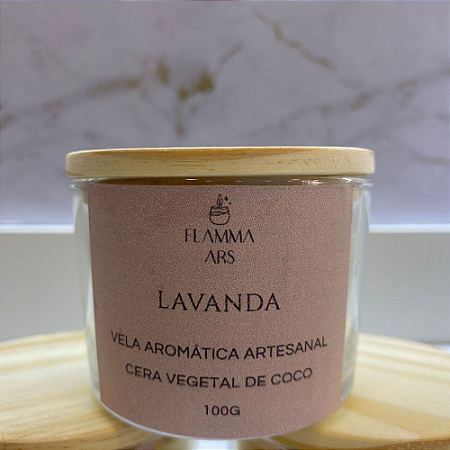 FLAMMA
ARS
LAVANDA
VELA AROMÁTICA ARTESANAL
CERA VEGETAL DE COCO
100G